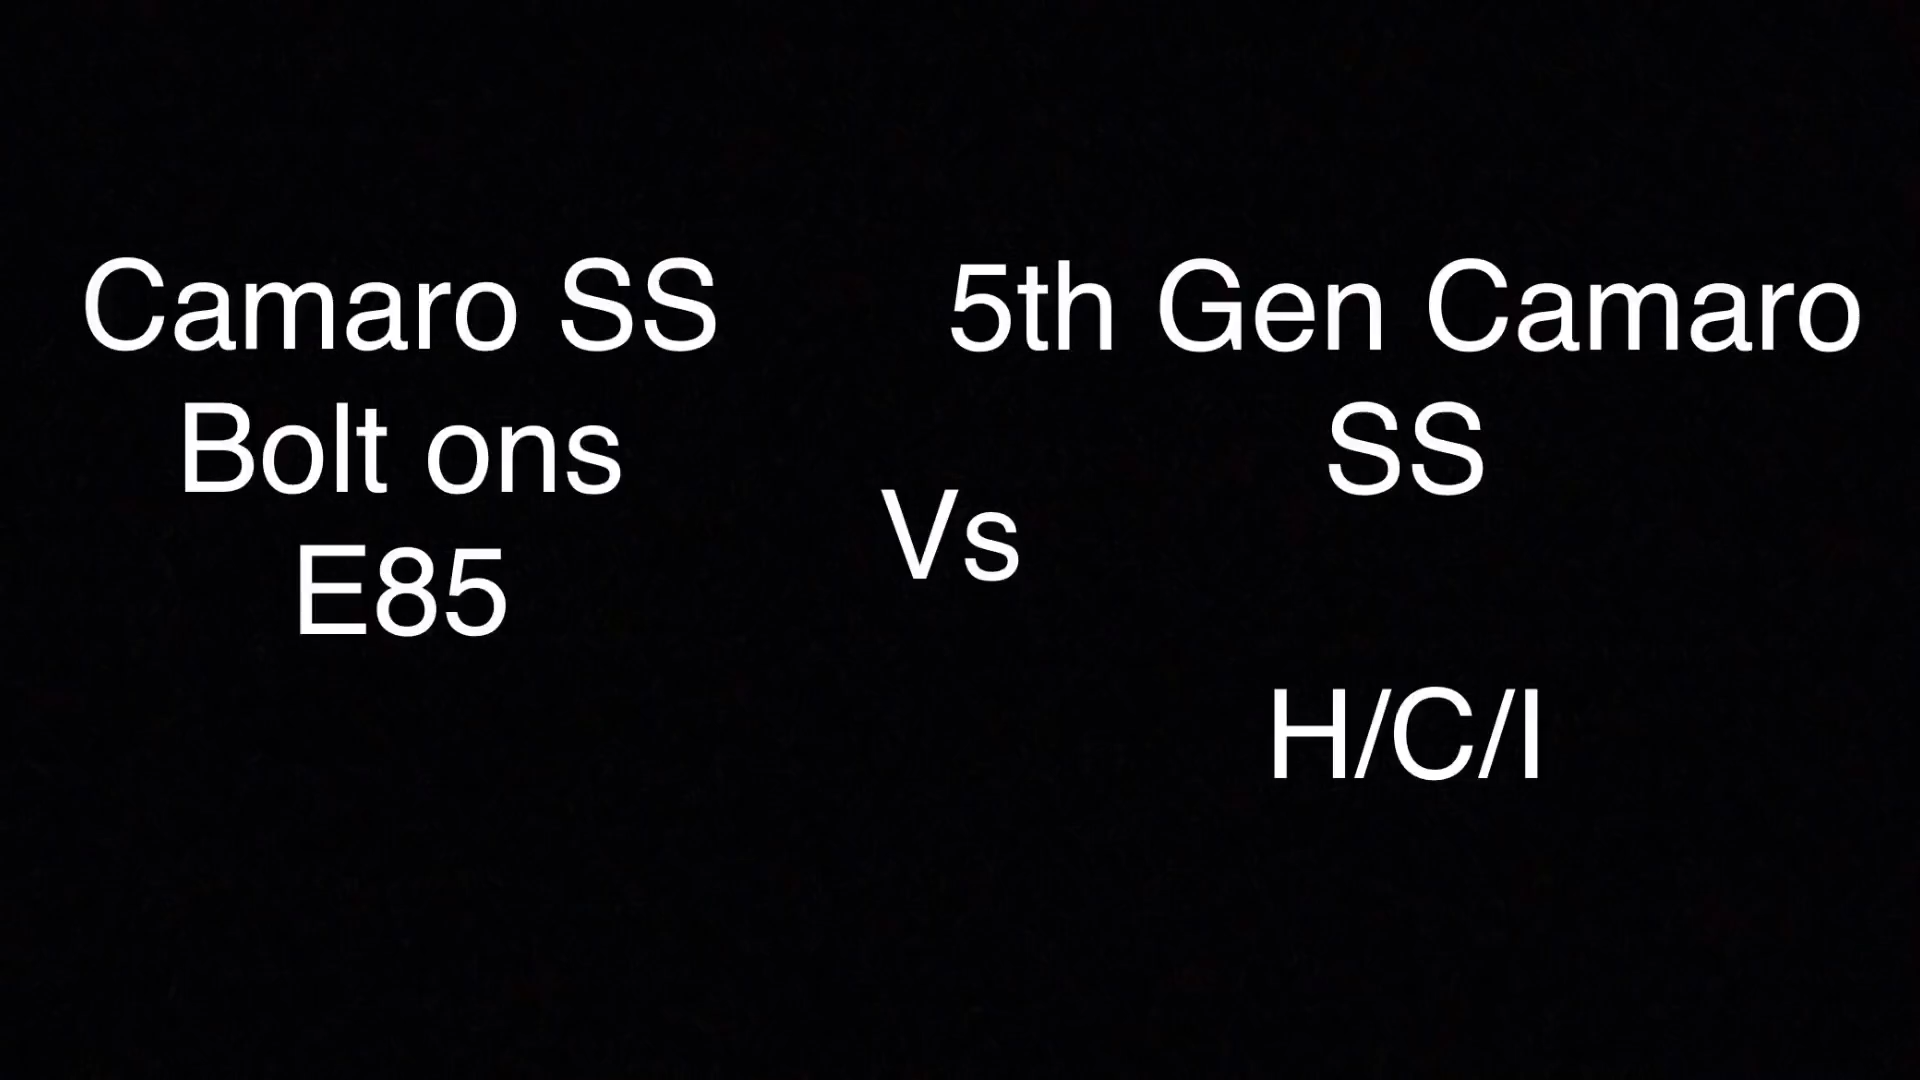 Camaro SS
Bolt ons
E85
Vs
5th Gen Camaro
SS
H/C/I